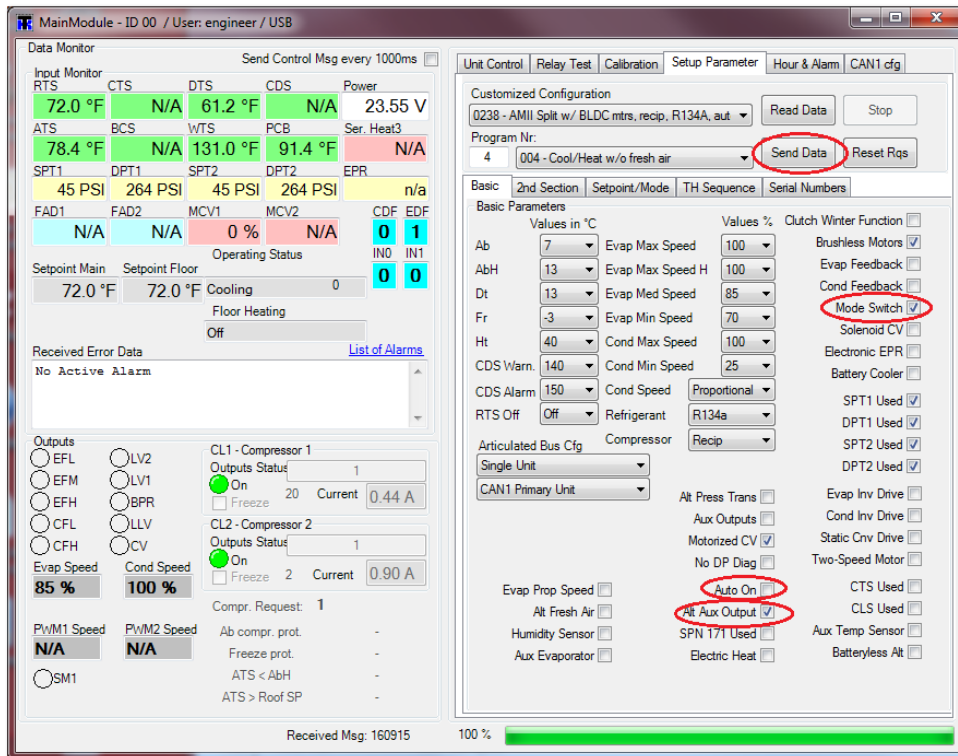 MainModule - ID 00 / User: engineer / USB
Data Monitor
Send Control Msg every 1000ms
Input Monitor
RTS CTS DTS CDS Power
72.0 °F N/A 61.2 °F N/A 23.55 V
ATS BCS WTS PCB Ser. Heat3
78.4 °F N/A 131.0 °F 91.4 °F N/A
SPT1 DPT1 SPT2 DPT2 EPR
45 PSI 264 PSI 45 PSI 264 PSI n/a
FAD1 FAD2 MCV1 MCV2 CDF EDF
N/A N/A 0 % N/A 0 1
Operating Status IN0 IN1
Setpoint Main Setpoint Floor
72.0 °F 72.0 °F Cooling 0 0 0
Floor Heating
Off
Received Error Data List of Alarms
No Active Alarm
Outputs
EFL LV2
EFM LV1
EFH BPR
CFL LLV
CFH CV
Evap Speed Cond Speed
85 % 100 %
PWM1 Speed PWM2 Speed
N/A N/A
SM1
CL1 - Compressor 1
Outputs Status 1
On
Freeze 20 Current 0.44 A
CL2 - Compressor 2
Outputs Status 1
On
Freeze 2 Current 0.90 A
Compr. Request: 1
Ab compr. prot. -
Freeze prot. -
ATS < AbH -
ATS > Roof SP -
Received Msg: 160915
Unit Control Relay Test Calibration Setup Parameter Hour & Alarm CAN1 cfg
Customized Configuration
0238 - AMII Split w/ BLDC mtrs, recip, R134A, aut Read Data Stop
Program Nr:
4 004 - Cool/Heat w/o fresh air Send Data Reset Rqs
Basic 2nd Section Setpoint/Mode TH Sequence Serial Numbers
Basic Parameters
Values in °C Values %
Ab 7 Evap Max Speed 100
AbH 13 Evap Max Speed H 100
Dt 13 Evap Med Speed 85
Fr -3 Evap Min Speed 70
Ht 40 Cond Max Speed 100
CDS Warn. 140 Cond Min Speed 25
CDS Alarm 150 Cond Speed Proportional
RTS Off Off Refrigerant R134a
Articulated Bus Cfg Compressor Recip
Single Unit
CAN1 Primary Unit
Clutch Winter Function
Brushless Motors
Evap Feedback
Cond Feedback
Mode Switch
Solenoid CV
Electronic EPR
Battery Cooler
SPT1 Used
DPT1 Used
SPT2 Used
DPT2 Used
Alt Press Trans Evap Inv Drive
Aux Outputs Cond Inv Drive
Motorized CV Static Cnv Drive
No DP Diag Two-Speed Motor
Evap Prop Speed Auto On CTS Used
Alt Fresh Air Alt Aux Output CLS Used
Humidity Sensor SPN 171 Used Aux Temp Sensor
Aux Evaporator Electric Heat Batteryless Alt
100 %